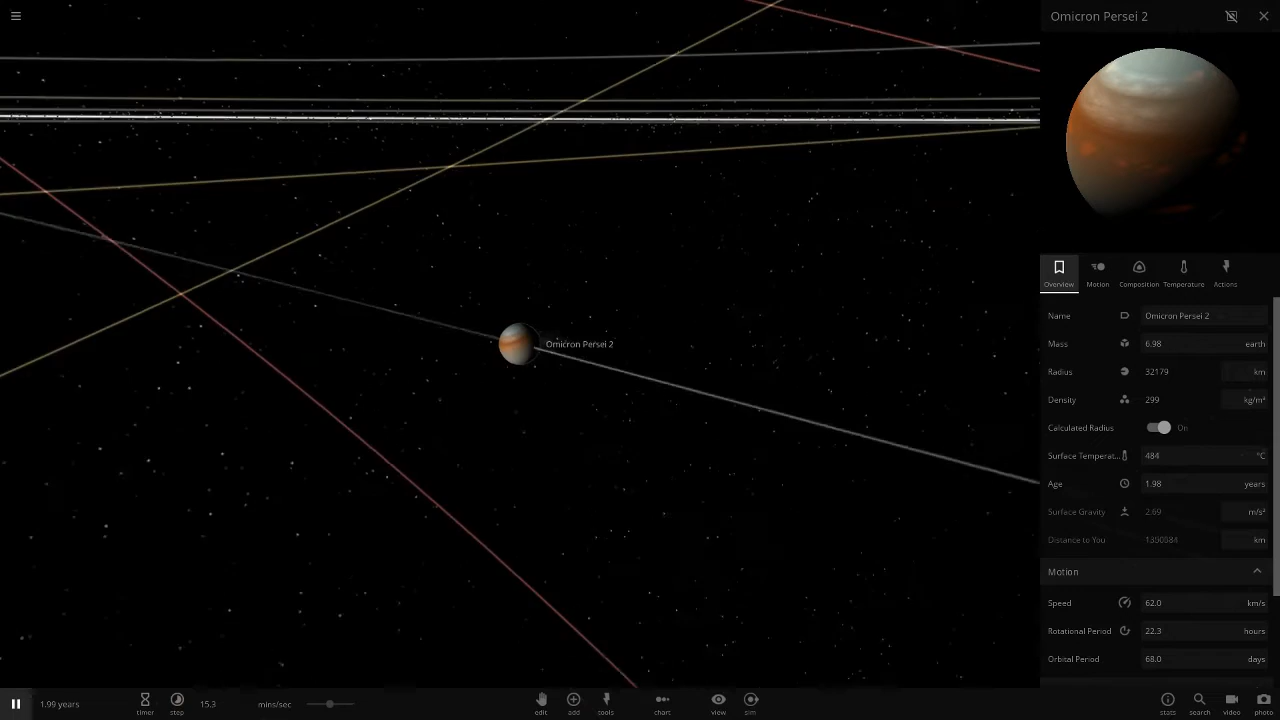 Omicron Persei 2
Overview Motion Composition Temperature Actions
Name Omicron Persei 2
Mass 6.98 earth
Omicron Persei 2
Radius 32179 km
Density 299 kg/m³
Calculated Radius On
Surface Temperat... 484 °C
Age 1.98 years
Surface Gravity 2.69 m/s²
Distance to You 1350584 km
Motion
Speed 62.0 km/s
Rotational Period 22.3 hours
Orbital Period 68.0 days
1.99 years timer step 15.3 mins/sec edit add tools chart view sim stats search video photo